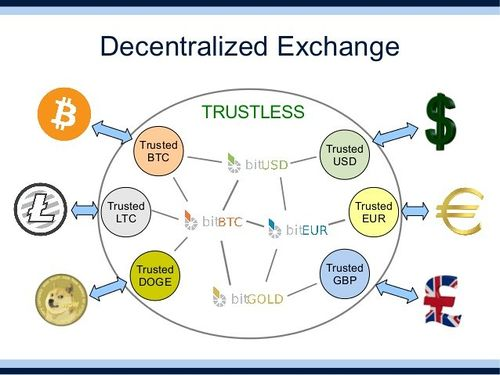 Decentralized Exchange
TRUSTLESS
Trusted
BTC
bitUSD
Trusted
USD
Trusted
LTC
bitBTC
bitEUR
Trusted
EUR
Trusted
DOGE
bitGOLD
Trusted
GBP